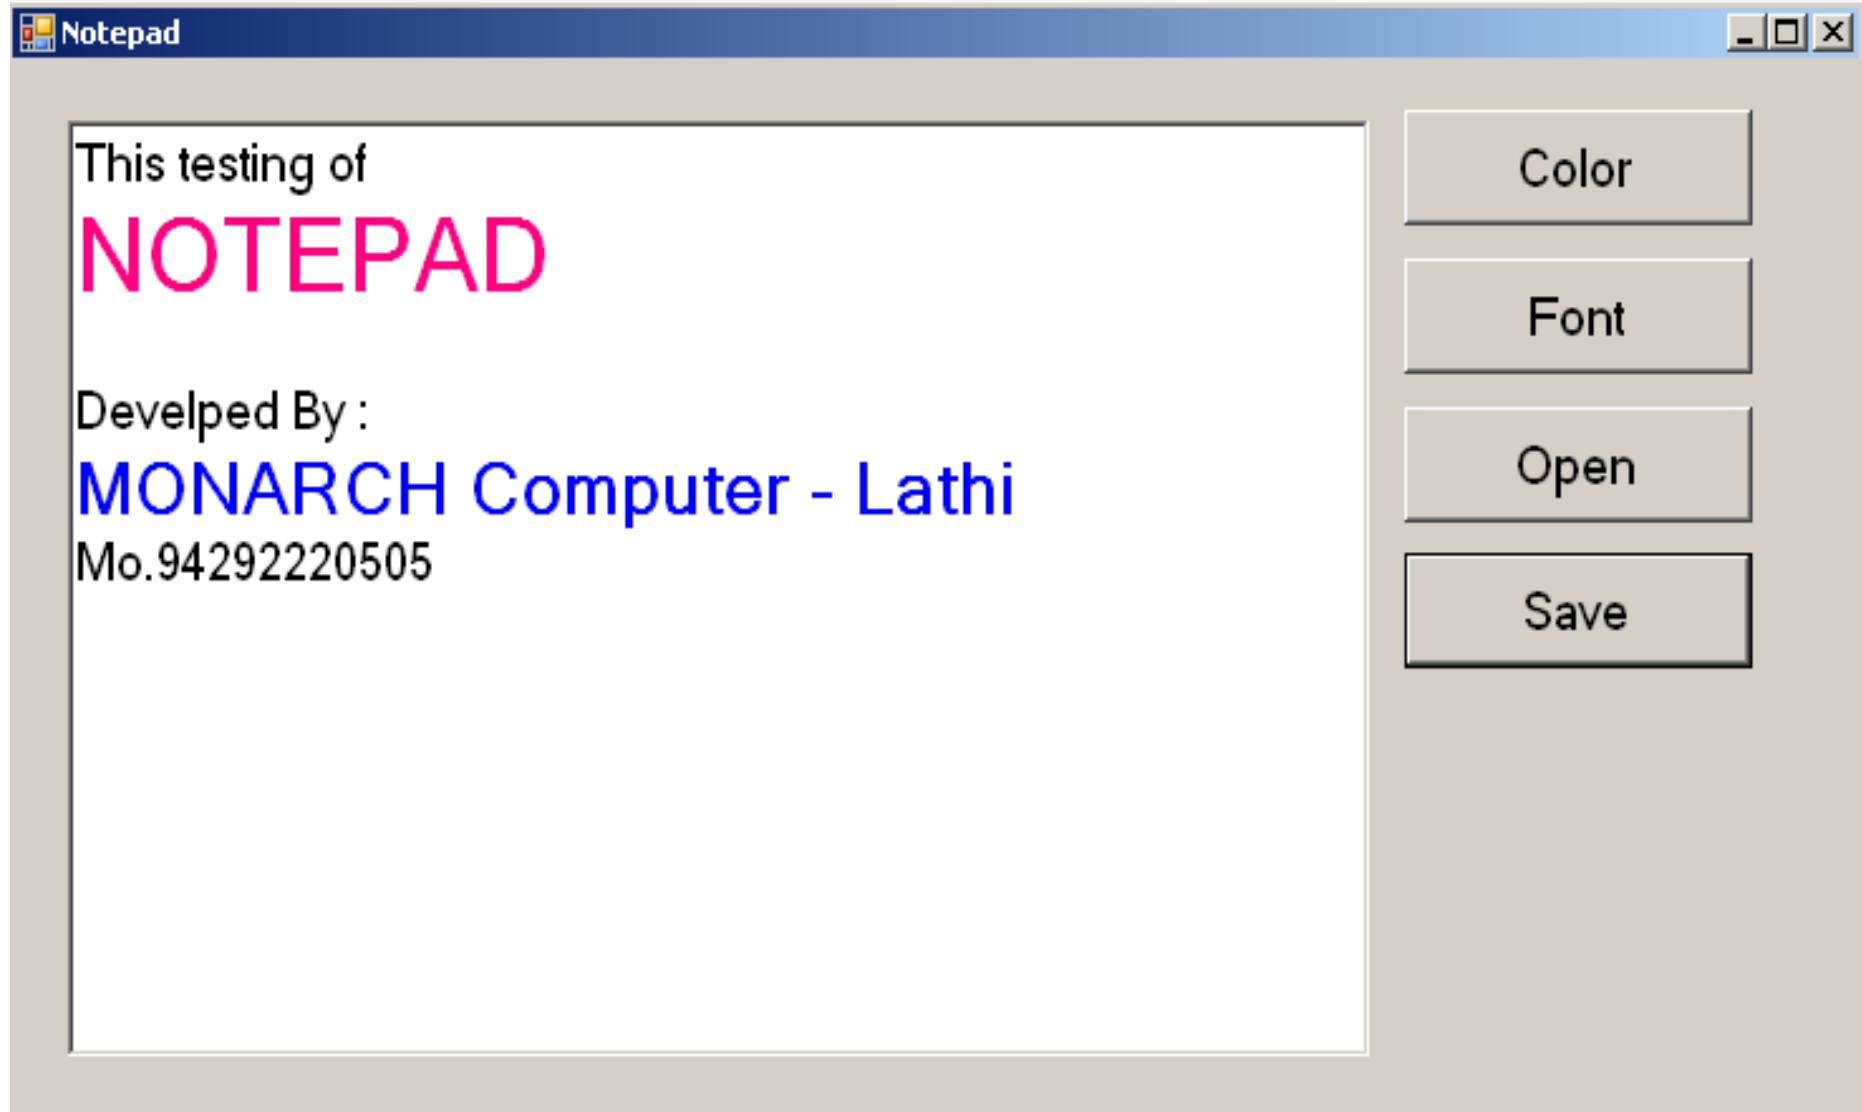 Notepad
This testing of
NOTEPAD
Develped By :
MONARCH Computer - Lathi
Mo.94292220505
Color
Font
Open
Save